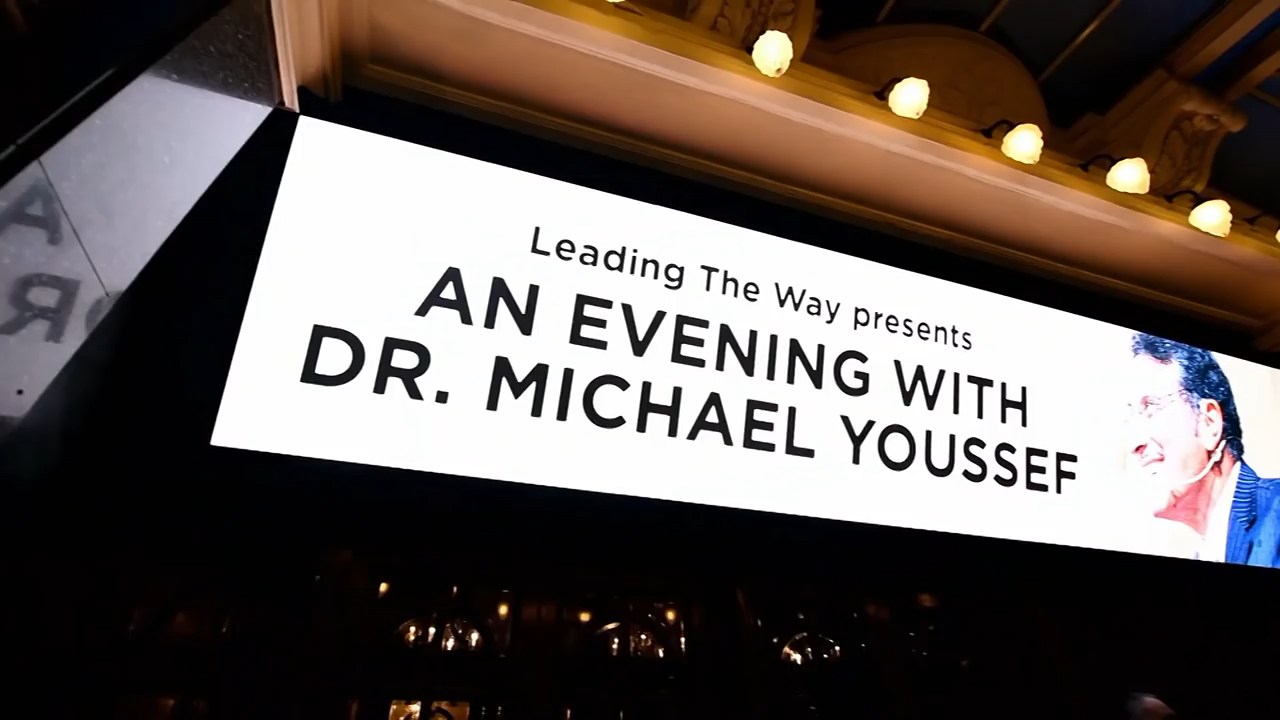 Leading The Way presents
AN EVENING WITH
DR. MICHAEL YOUSSEF